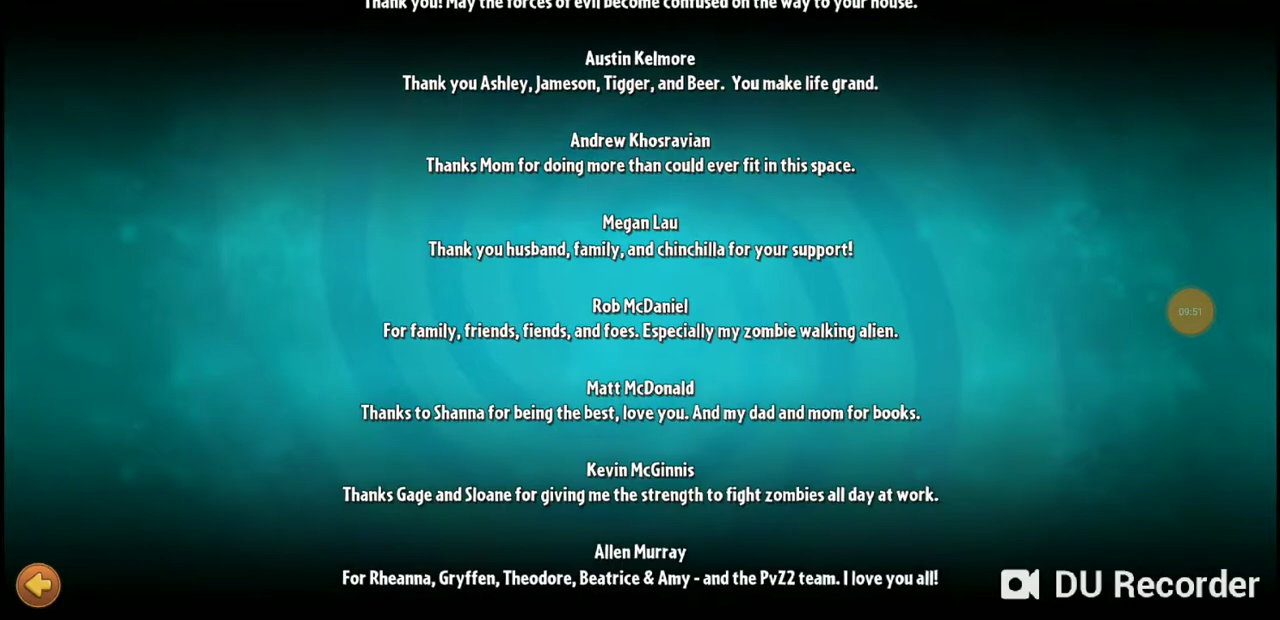 Thank you! May the forces of evil become confused on the way to your house.
Austin Kelmore
Thank you Ashley, Jameson, Tigger, and Beer.  You make life grand.
Andrew Khosravian
Thanks Mom for doing more than could ever fit in this space.
Megan Lau
Thank you husband, family, and chinchilla for your support!
Rob McDaniel
For family, friends, fiends, and foes. Especially my zombie walking alien.
09:51
Matt McDonald
Thanks to Shanna for being the best, love you. And my dad and mom for books.
Kevin McGinnis
Thanks Gage and Sloane for giving me the strength to fight zombies all day at work.
Allen Murray
For Rheanna, Gryffen, Theodore, Beatrice & Amy - and the PvZ2 team. I love you all!
DU Recorder